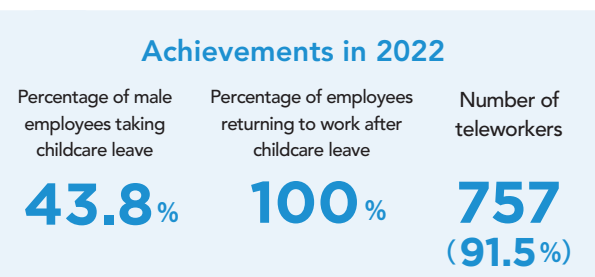 Achievements in 2022
Percentage of male
employees taking
childcare leave
43.8%
Percentage of employees
returning to work after
childcare leave
100%
Number of
teleworkers
757
(91.5%)